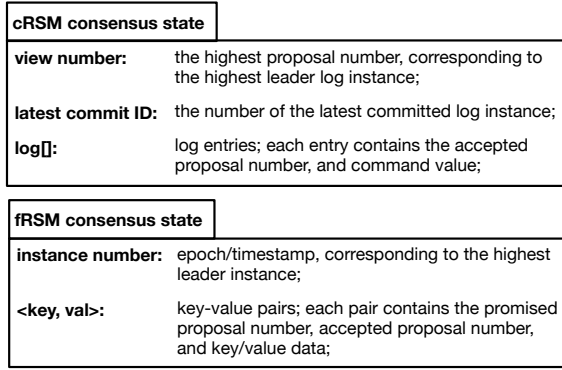 cRSM consensus state
view number: the highest proposal number, corresponding to
the highest leader log instance;
latest commit ID: the number of the latest committed log instance;
log[]: log entries; each entry contains the accepted
proposal number, and command value;
fRSM consensus state
instance number: epoch/timestamp, corresponding to the highest
leader instance;
<key, val>: key-value pairs; each pair contains the promised
proposal number, accepted proposal number,
and key/value data;